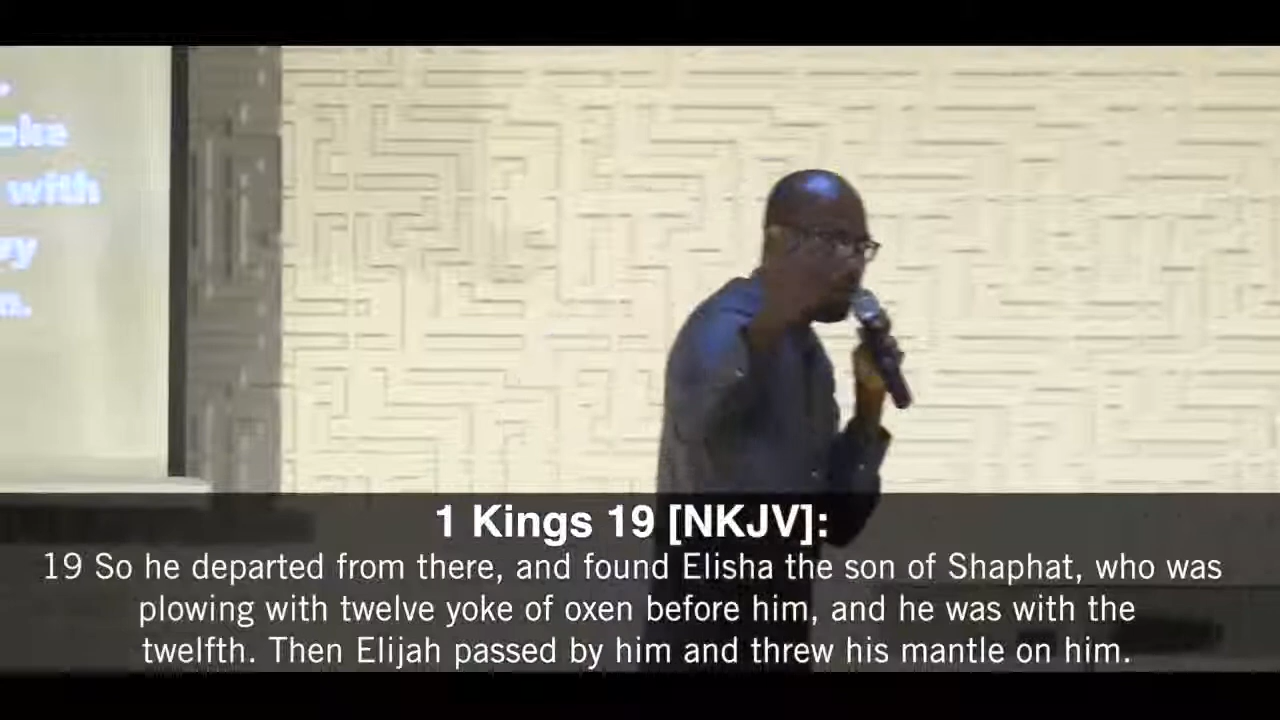 with
1 Kings 19 [NKJV]:
19 So he departed from there, and found Elisha the son of Shaphat, who was
plowing with twelve yoke of oxen before him, and he was with the
twelfth. Then Elijah passed by him and threw his mantle on him.